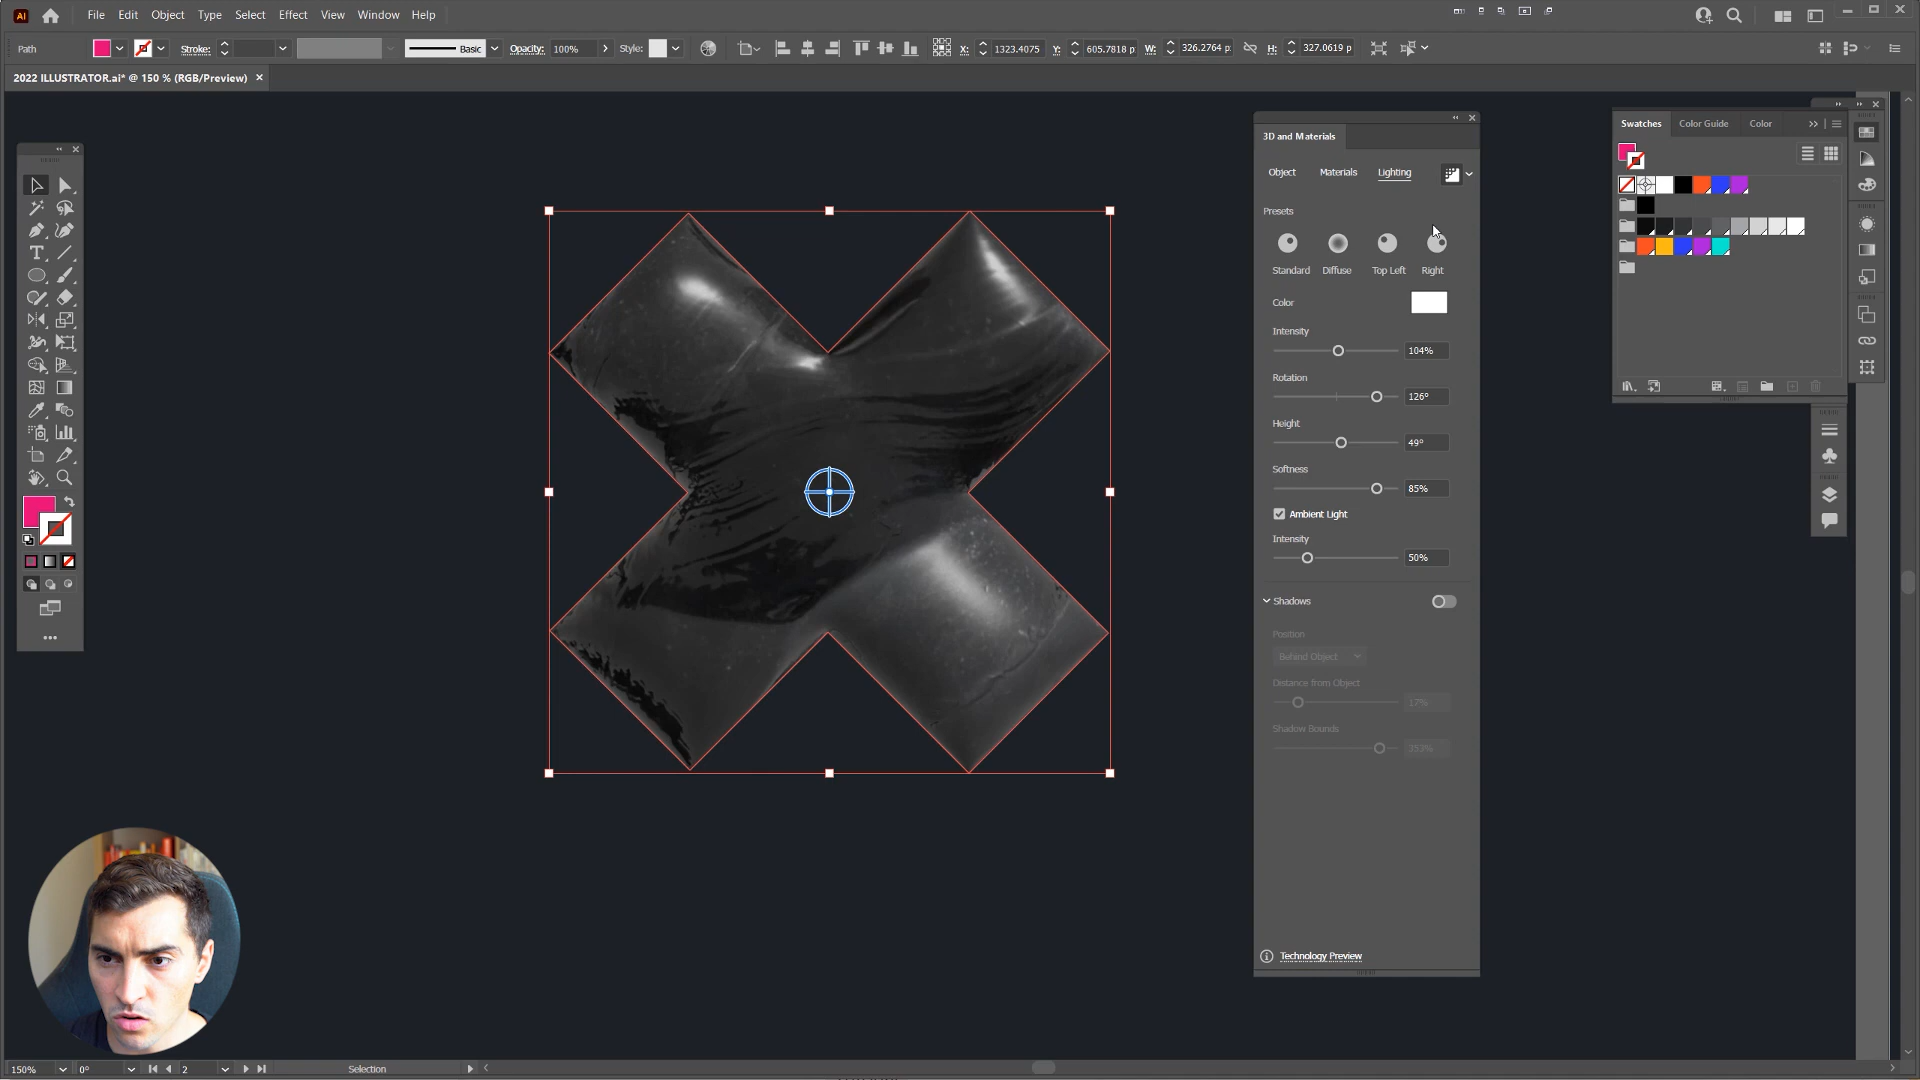 Ai File Edit Object Type Select Effect View Window Help
Path Stroke: Basic Opacity: 100% Style: X: 1323.4075 Y: 605.7818 p W: 326.2764 p H: 327.0619 p
2022 ILLUSTRATOR.ai* @ 150 % (RGB/Preview) ×
3D and Materials
Object Materials Lighting
Presets
Standard Diffuse Top Left Right
Color
Intensity
104%
Rotation
126°
Height
49°
Softness
85%
Ambient Light
Intensity
50%
Shadows
Position
Behind Object
Distance from Object
17%
Shadow Bounds
353%
Technology Preview
Swatches Color Guide Color
150% 0° 2 Selection